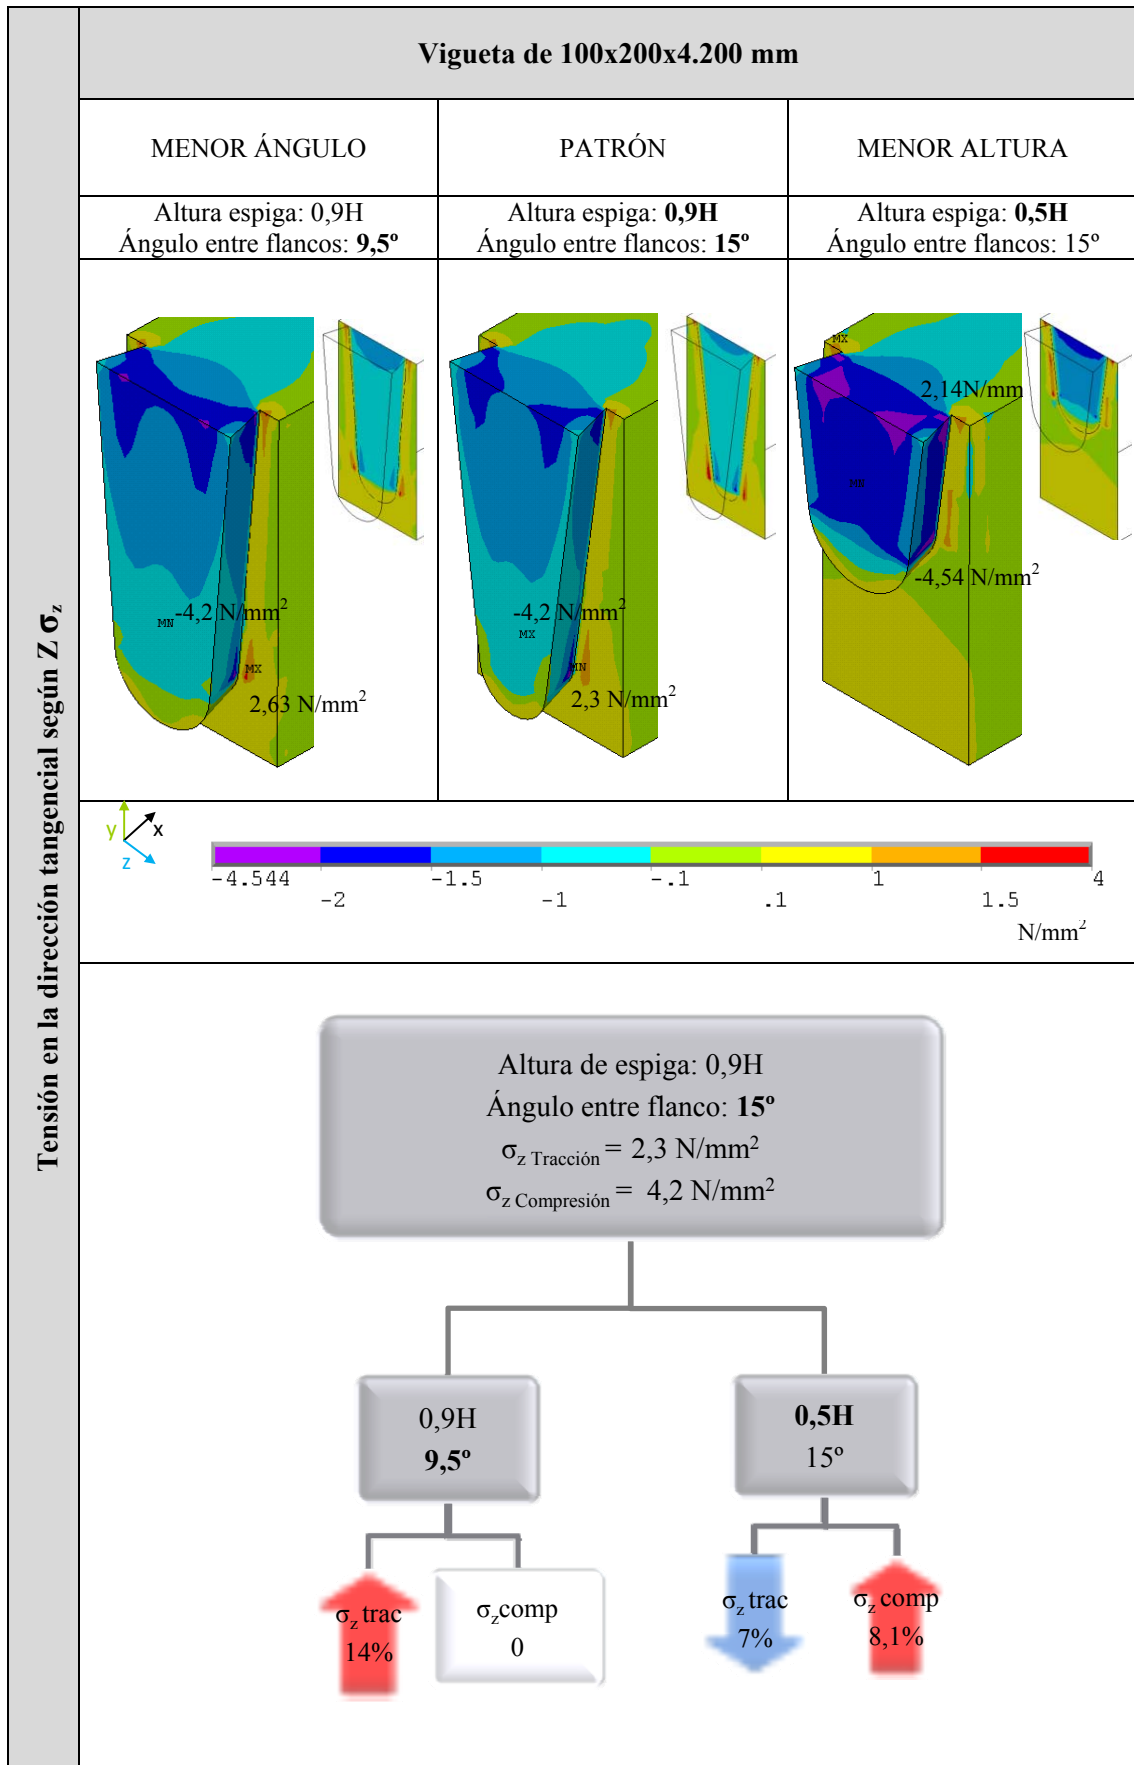 Tensión en la dirección tangencial según Z σz
Vigueta de 100x200x4.200 mm
MENOR ÁNGULO
PATRÓN
MENOR ALTURA
Altura espiga: 0,9H
Ángulo entre flancos: 9,5º
Altura espiga: 0,9H
Ángulo entre flancos: 15º
Altura espiga: 0,5H
Ángulo entre flancos: 15º
MN
-4,2 N/mm²
MX
2,63 N/mm²
-4,2 N/mm²
MX
MN
2,3 N/mm²
MX
2,14N/mm
MX
-4,54 N/mm²
y
x
z
-4.544
-2
-1.5
-1
-.1
.1
1
1.5
4
N/mm²
Altura de espiga: 0,9H
Ángulo entre flanco: 15º
σz Tracción = 2,3 N/mm²
σz Compresión = 4,2 N/mm²
0,9H
9,5º
0,5H
15º
σz trac
14%
σz comp
0
σz trac
7%
σz comp
8,1%